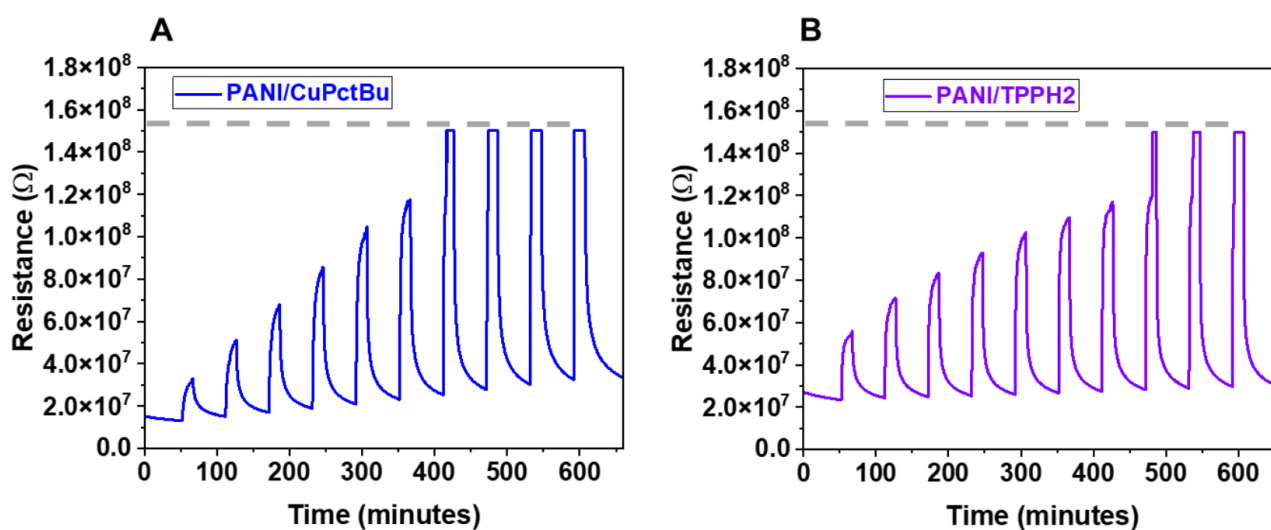 A
1.8×10⁸
1.6×10⁸
1.4×10⁸
1.2×10⁸
1.0×10⁸
8.0×10⁷
6.0×10⁷
4.0×10⁷
2.0×10⁷
0.0
Resistance (Ω)
PANI/CuPctBu
0 100 200 300 400 500 600
Time (minutes)
B
1.8×10⁸
1.6×10⁸
1.4×10⁸
1.2×10⁸
1.0×10⁸
8.0×10⁷
6.0×10⁷
4.0×10⁷
2.0×10⁷
0.0
Resistance (Ω)
PANI/TPPH2
0 100 200 300 400 500 600
Time (minutes)